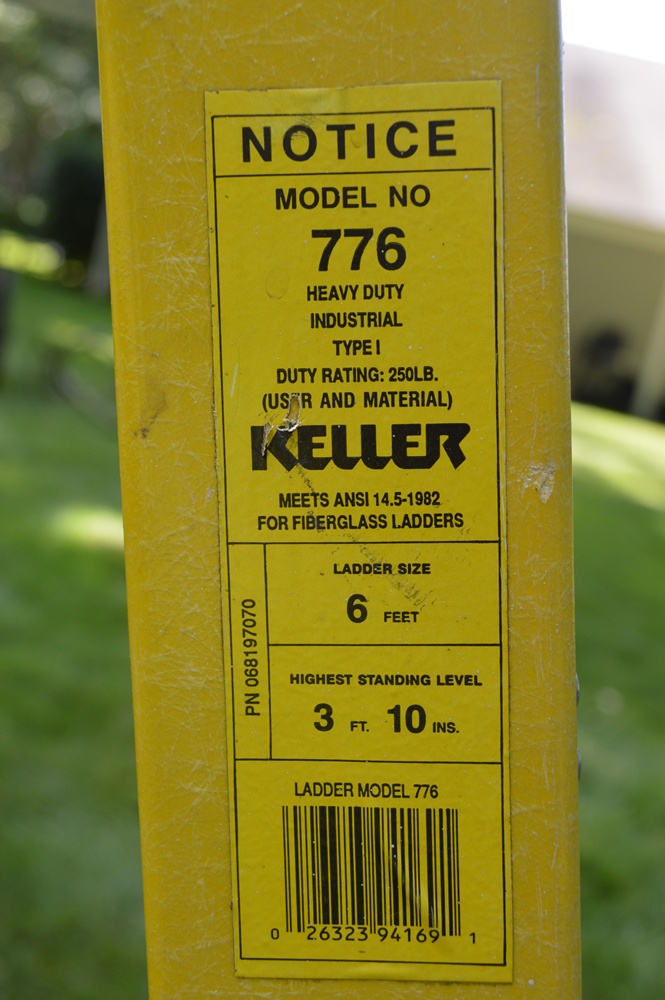 NOTICE
MODEL NO
776
HEAVY DUTY
INDUSTRIAL
TYPE I
DUTY RATING: 250LB.
(USER AND MATERIAL)
KELLER
MEETS ANSI 14.5-1982
FOR FIBERGLASS LADDERS
LADDER SIZE
6 FEET
PN 068197070
HIGHEST STANDING LEVEL
3 FT. 10 INS.
LADDER MODEL 776
0 26323 94169 1